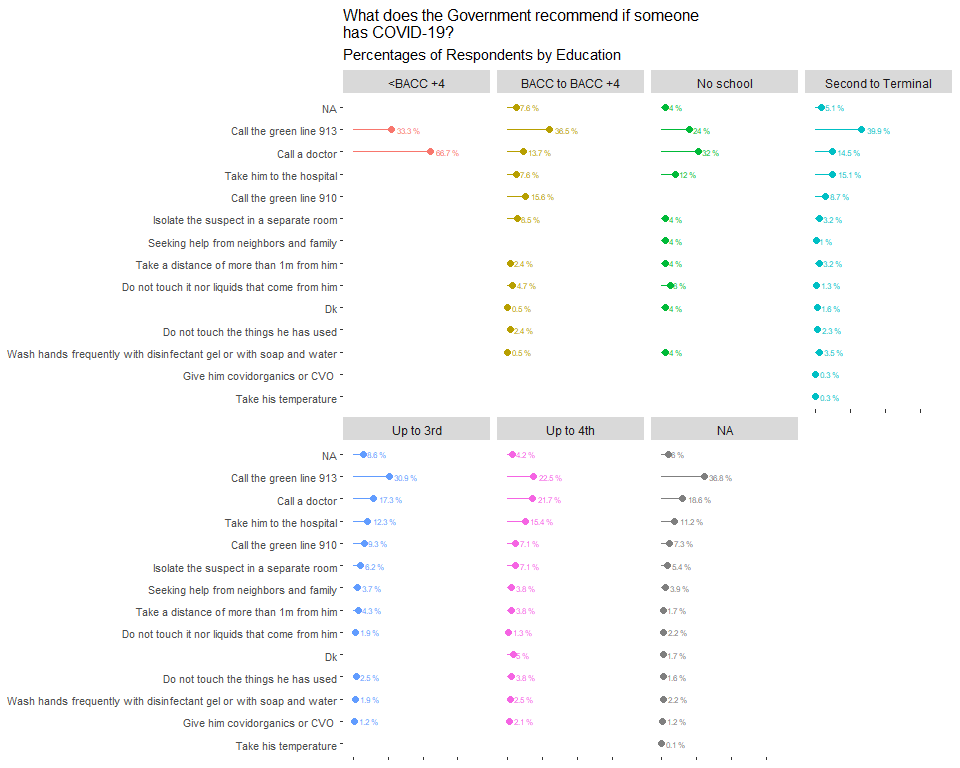 What does the Government recommend if someone
has COVID-19?
Percentages of Respondents by Education
<BACC +4 BACC to BACC +4 No school Second to Terminal
NA 7.6 % 4 % 5.1 %
Call the green line 913 33.3 % 36.5 % 24 % 39.9 %
Call a doctor 66.7 % 13.7 % 32 % 14.5 %
Take him to the hospital 7.6 % 12 % 15.1 %
Call the green line 910 15.6 % 8.7 %
Isolate the suspect in a separate room 8.5 % 4 % 3.2 %
Seeking help from neighbors and family 4 % 1 %
Take a distance of more than 1m from him 2.4 % 4 % 3.2 %
Do not touch it nor liquids that come from him 4.7 % 8 % 1.3 %
Dk 0.5 % 4 % 1.6 %
Do not touch the things he has used 2.4 % 2.3 %
Wash hands frequently with disinfectant gel or with soap and water 0.5 % 4 % 3.5 %
Give him covidorganics or CVO 0.3 %
Take his temperature 0.3 %
Up to 3rd Up to 4th NA
NA 8.6 % 4.2 % 6 %
Call the green line 913 30.9 % 22.5 % 36.8 %
Call a doctor 17.3 % 21.7 % 18.6 %
Take him to the hospital 12.3 % 15.4 % 11.2 %
Call the green line 910 9.3 % 7.1 % 7.3 %
Isolate the suspect in a separate room 6.2 % 7.1 % 5.4 %
Seeking help from neighbors and family 3.7 % 3.8 % 3.9 %
Take a distance of more than 1m from him 4.3 % 3.8 % 1.7 %
Do not touch it nor liquids that come from him 1.9 % 1.3 % 2.2 %
Dk 5 % 1.7 %
Do not touch the things he has used 2.5 % 3.8 % 1.6 %
Wash hands frequently with disinfectant gel or with soap and water 1.9 % 2.5 % 2.2 %
Give him covidorganics or CVO 1.2 % 2.1 % 1.2 %
Take his temperature 0.1 %